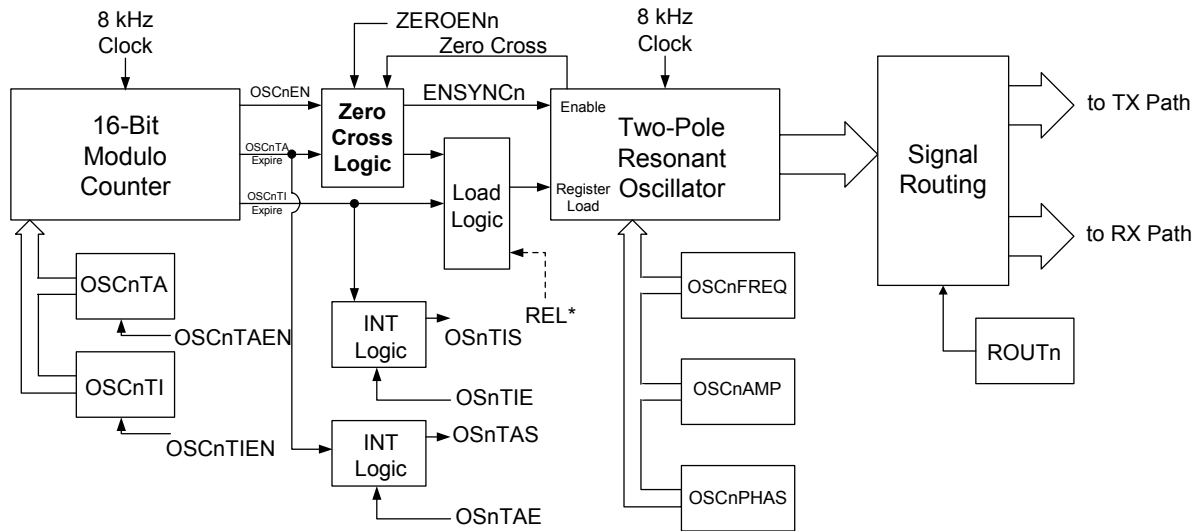 8 kHz
Clock
ZEROENn
Zero Cross
8 kHz
Clock
16-Bit
Modulo
Counter
OSCnEN
OSCnTA
Expire
OSCnTI
Expire
Zero
Cross
Logic
ENSYNCn
Load
Logic
REL*
Enable
Two-Pole
Resonant
Oscillator
Register
Load
Signal
Routing
to TX Path
to RX Path
ROUTn
OSCnTA
OSCnTAEN
OSCnTI
OSCnTIEN
INT
Logic
OSnTIS
OSnTIE
INT
Logic
OSnTAS
OSnTAE
OSCnFREQ
OSCnAMP
OSCnPHAS